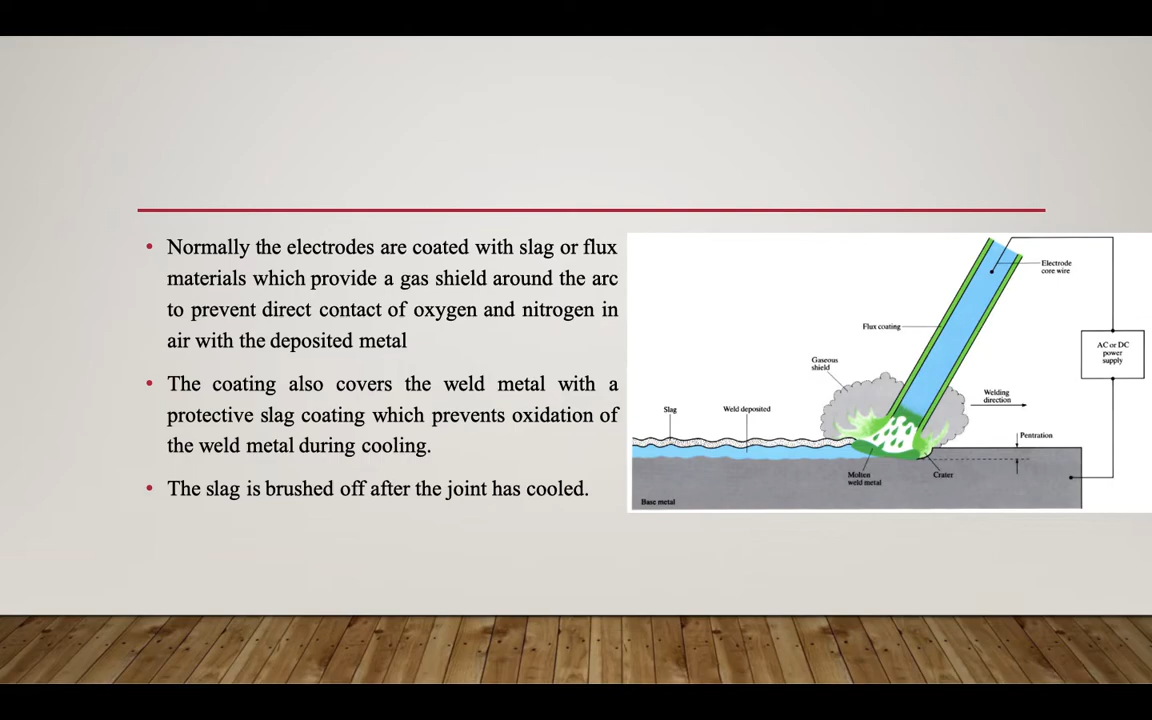 • Normally the electrodes are coated with slag or flux
materials which provide a gas shield around the arc
to prevent direct contact of oxygen and nitrogen in
air with the deposited metal
• The coating also covers the weld metal with a
protective slag coating which prevents oxidation of
the weld metal during cooling.
• The slag is brushed off after the joint has cooled.
Electrode
core wire
Flux coating
AC or DC
power
supply
Gaseous
shield
Welding
direction
Slag
Weld deposited
Pentration
Molten
weld metal
Crater
Base metal